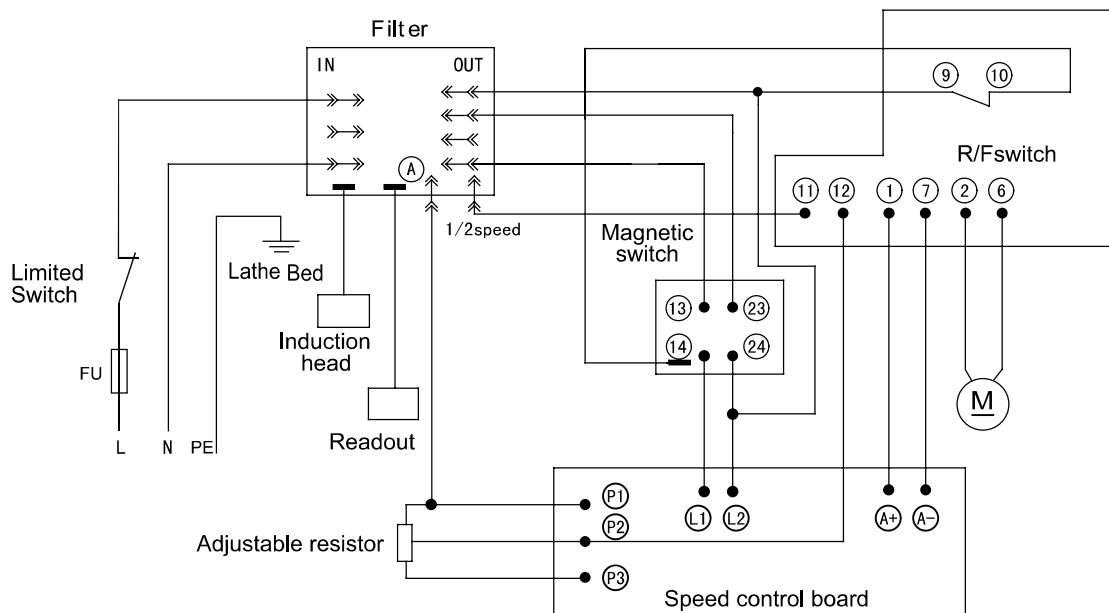 Filter
IN
OUT
A
1/2speed
9
10
R/Fswitch
11
12
1
7
2
6
Magnetic
switch
13
23
14
24
Limited
Switch
Lathe Bed
Induction
head
FU
Readout
M
L
N
PE
P1
P2
P3
L1
L2
A+
A-
Adjustable resistor
Speed control board